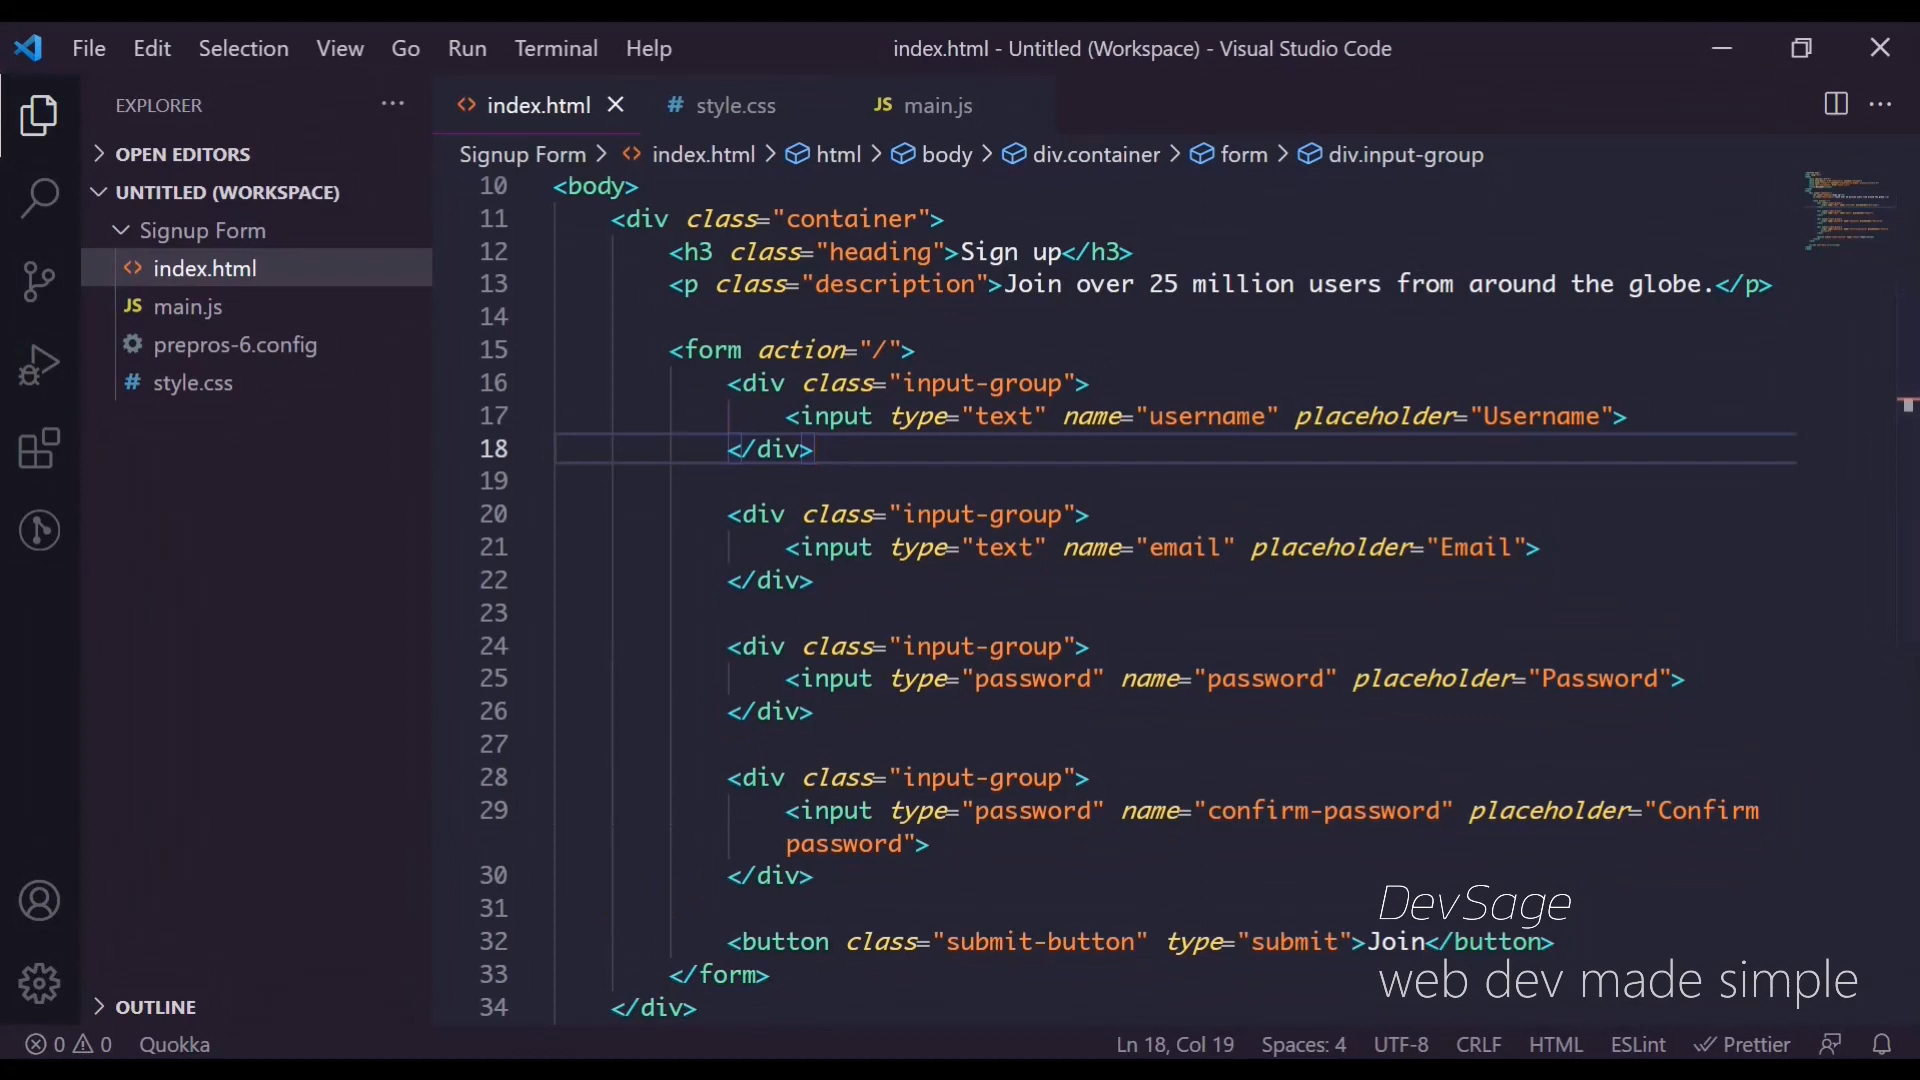 File Edit Selection View Go Run Terminal Help
index.html - Untitled (Workspace) - Visual Studio Code
EXPLORER
OPEN EDITORS
UNTITLED (WORKSPACE)
Signup Form
index.html
JS main.js
prepros-6.config
# style.css
OUTLINE
index.html
# style.css
JS main.js
Signup Form > index.html > html > body > div.container > form > div.input-group
10 <body>
11 <div class="container">
12 <h3 class="heading">Sign up</h3>
13 <p class="description">Join over 25 million users from around the globe.</p>
14
15 <form action="/">
16 <div class="input-group">
17 <input type="text" name="username" placeholder="Username">
18 </div>
19
20 <div class="input-group">
21 <input type="text" name="email" placeholder="Email">
22 </div>
23
24 <div class="input-group">
25 <input type="password" name="password" placeholder="Password">
26 </div>
27
28 <div class="input-group">
29 <input type="password" name="confirm-password" placeholder="Confirm
password">
30 </div>
31
32 <button class="submit-button" type="submit">Join</button>
33 </form>
34 </div>
DevSage
web dev made simple
0 0 Quokka
Ln 18, Col 19 Spaces: 4 UTF-8 CRLF HTML ESLint Prettier